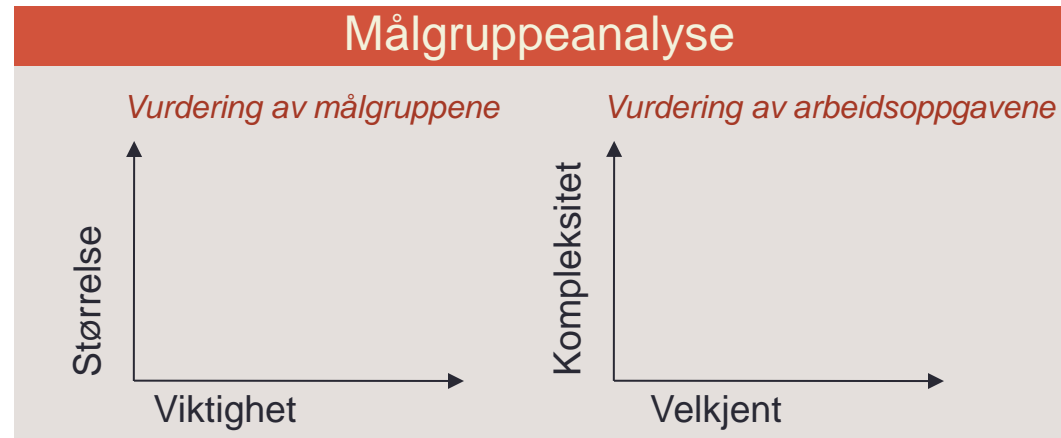 Målgruppeanalyse
Vurdering av målgruppene
Størrelse
Viktighet
Vurdering av arbeidsoppgavene
Kompleksitet
Velkjent